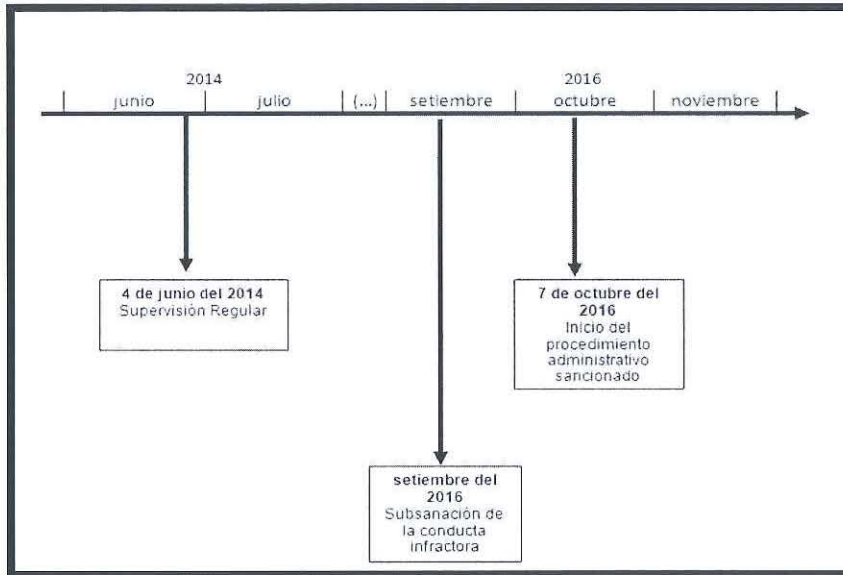 2014
2016
junio
julio
(...)
setiembre
octubre
noviembre
4 de junio del 2014
Supervisión Regular
7 de octubre del
2016
Inicio del
procedimiento
administrativo
sancionado
setiembre del
2016
Subsanación de
la conducta
infractora